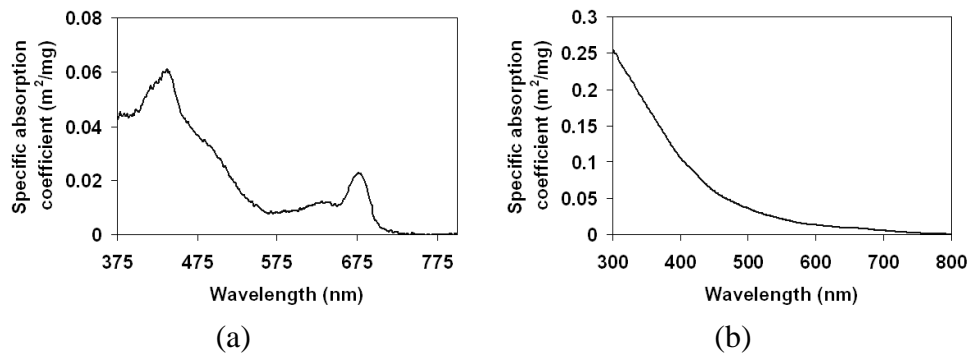 0.08
0.06
0.04
0.02
0
Specific absorption
coefficient (m²/mg)
375 475 575 675 775
Wavelength (nm)
(a)
0.3
0.25
0.2
0.15
0.1
0.05
0
Specific absorption
coefficient (m²/mg)
300 400 500 600 700 800
Wavelength (nm)
(b)